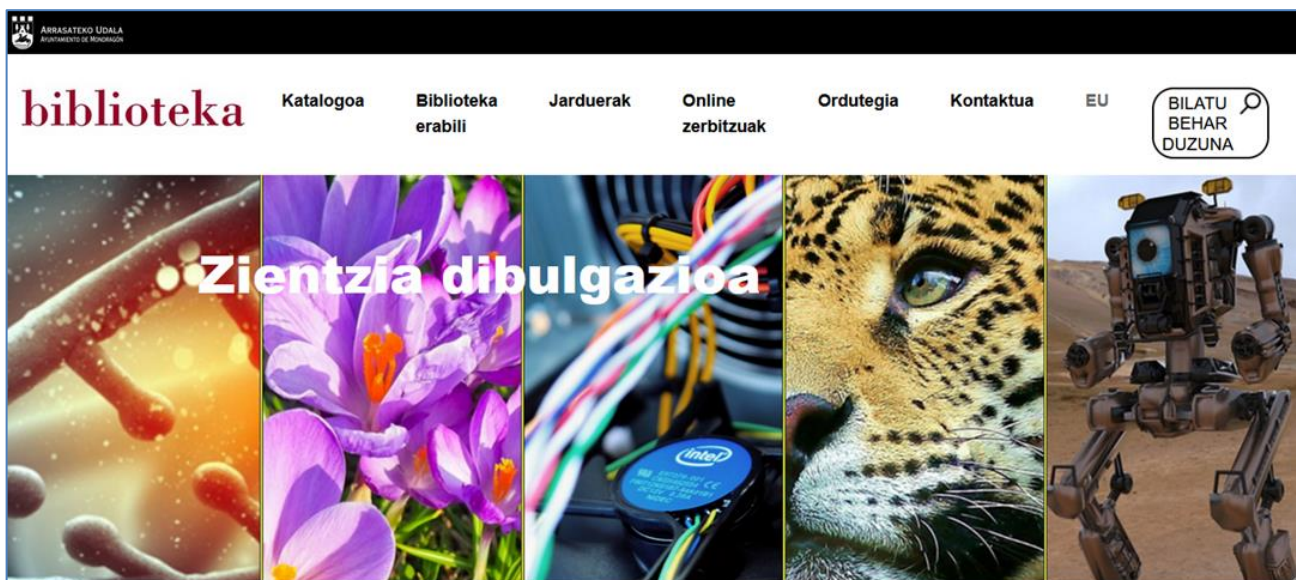 ARRASATEKO UDALA
AYUNTAMIENTO DE MONDRAGÓN
biblioteka
Katalogoa
Biblioteka
erabili
Jarduerak
Online
zerbitzuak
Ordutegia
Kontaktua
EU
BILATU
BEHAR
DUZUNA
Zientzia dibulgazioa
intel